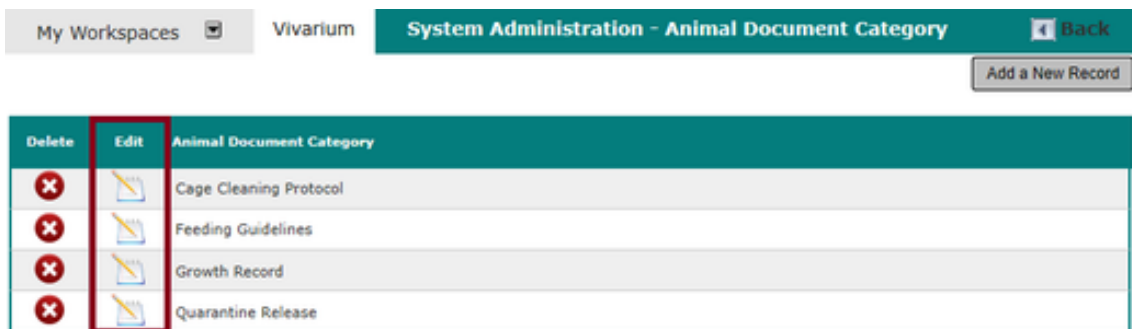 My Workspaces Vivarium System Administration - Animal Document Category Back
Add a New Record
Delete Edit Animal Document Category
Cage Cleaning Protocol
Feeding Guidelines
Growth Record
Quarantine Release